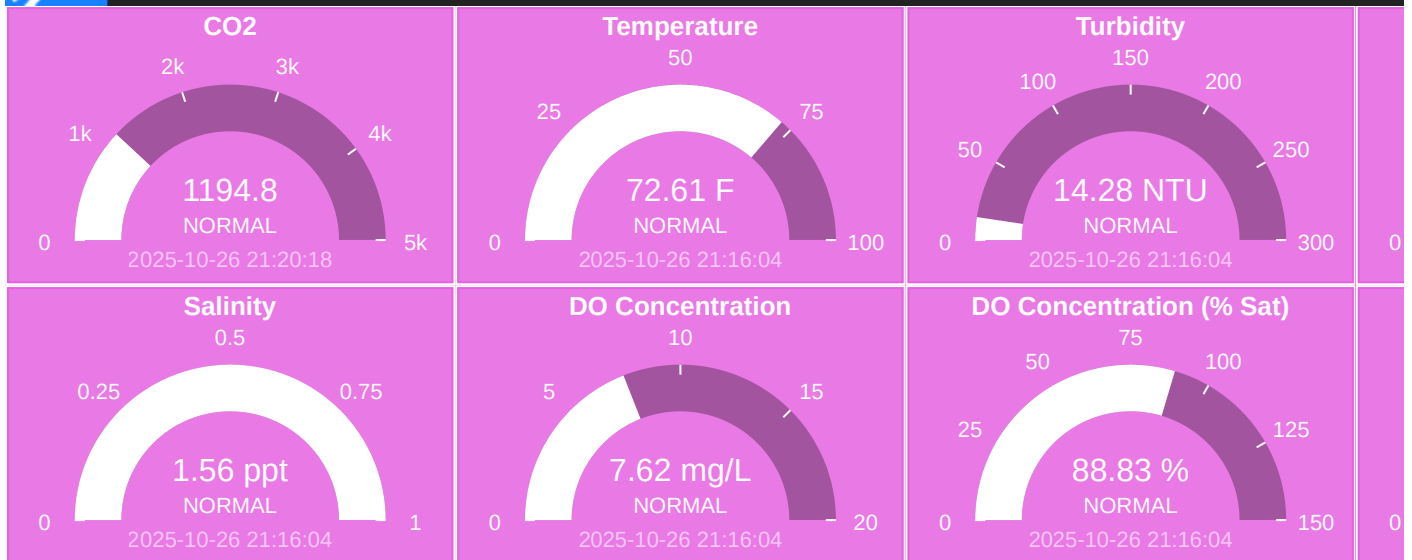 CO2
0
1k
2k
3k
4k
5k
1194.8
NORMAL
2025-10-26 21:20:18
Temperature
0
25
50
75
100
72.61 F
NORMAL
2025-10-26 21:16:04
Turbidity
0
50
100
150
200
250
300
14.28 NTU
NORMAL
2025-10-26 21:16:04
0
Salinity
0
0.25
0.5
0.75
1
1.56 ppt
NORMAL
2025-10-26 21:16:04
DO Concentration
0
5
10
15
20
7.62 mg/L
NORMAL
2025-10-26 21:16:04
DO Concentration (% Sat)
0
25
50
75
100
125
150
88.83 %
NORMAL
2025-10-26 21:16:04
0